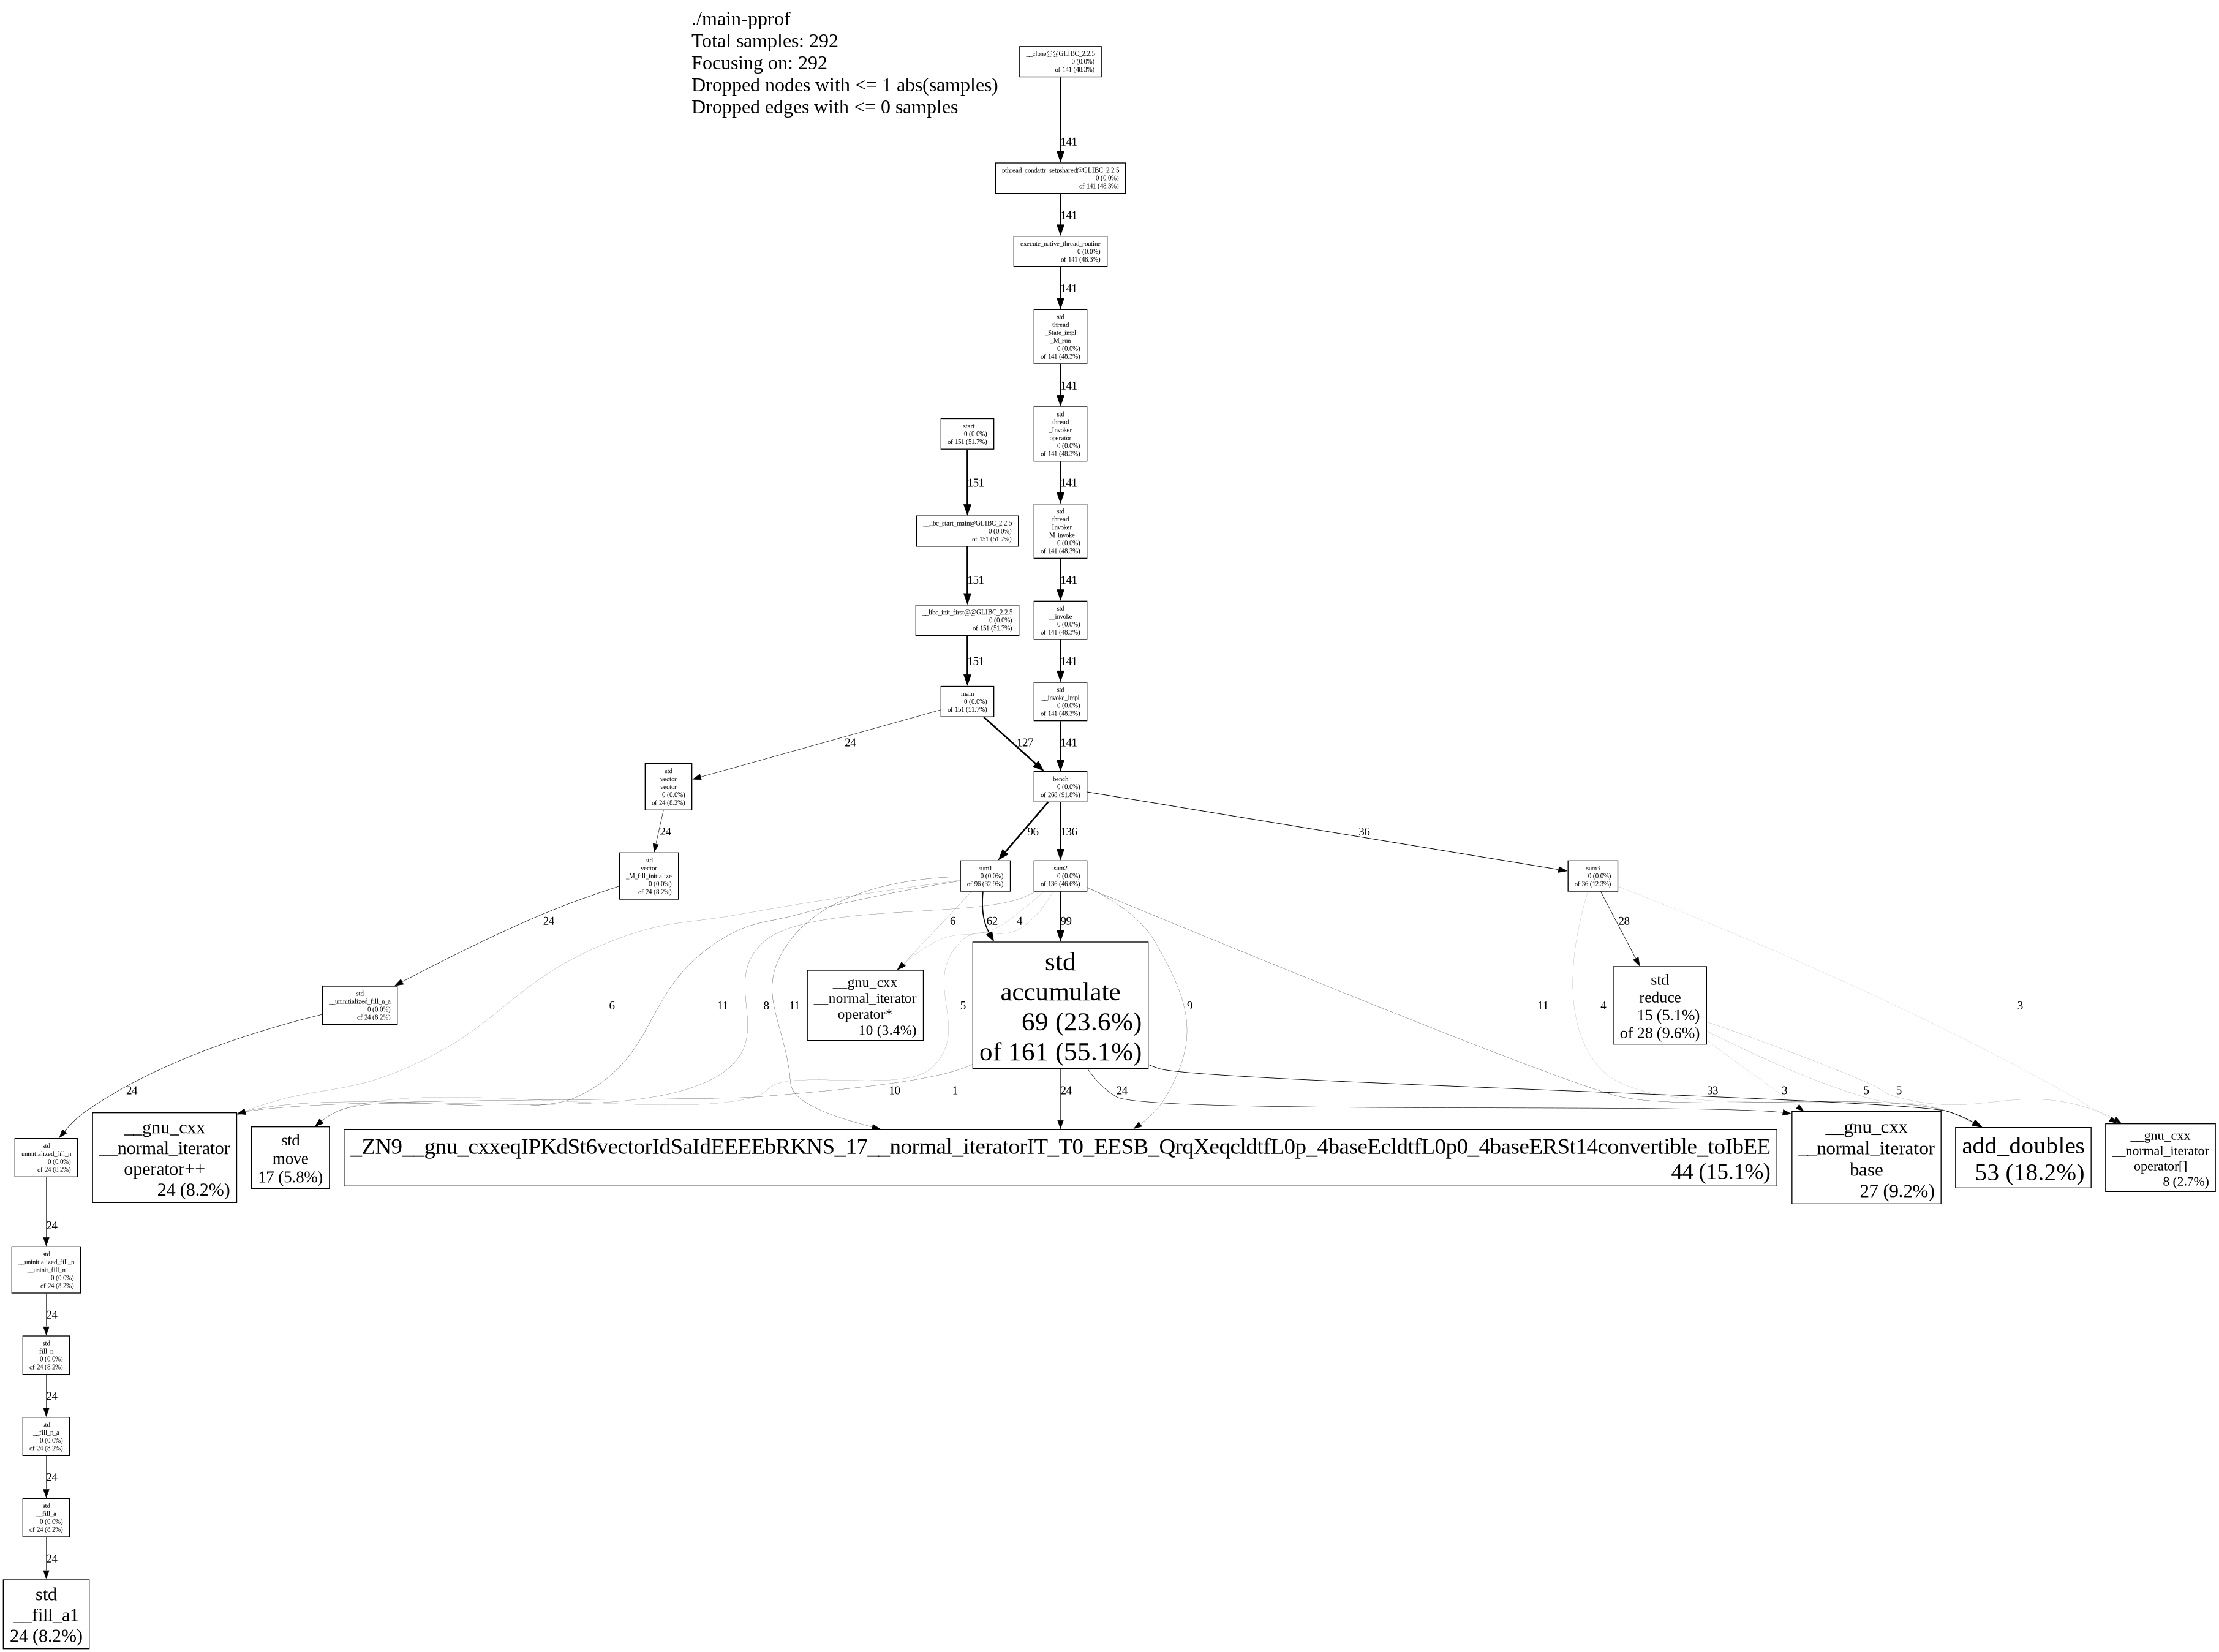 ./main-pprof
Total samples: 292
Focusing on: 292
Dropped nodes with <= 1 abs(samples)
Dropped edges with <= 0 samples
__clone@@GLIBC_2.2.5
0 (0.0%)
of 141 (48.3%)
141
pthread_condattr_setpshared@GLIBC_2.2.5
0 (0.0%)
of 141 (48.3%)
141
execute_native_thread_routine
0 (0.0%)
of 141 (48.3%)
141
std
thread
_State_impl
_M_run
0 (0.0%)
of 141 (48.3%)
141
std
thread
_Invoker
operator
0 (0.0%)
of 141 (48.3%)
141
_start
0 (0.0%)
of 151 (51.7%)
151
std
thread
_Invoker
_M_invoke
0 (0.0%)
of 141 (48.3%)
141
__libc_start_main@GLIBC_2.2.5
0 (0.0%)
of 151 (51.7%)
151
std
__invoke
0 (0.0%)
of 141 (48.3%)
141
__libc_init_first@@GLIBC_2.2.5
0 (0.0%)
of 151 (51.7%)
151
std
__invoke_impl
0 (0.0%)
of 141 (48.3%)
141
main
0 (0.0%)
of 151 (51.7%)
24
127
std
vector
vector
0 (0.0%)
of 24 (8.2%)
24
bench
0 (0.0%)
of 268 (91.8%)
96
136
36
std
vector
_M_fill_initialize
0 (0.0%)
of 24 (8.2%)
24
sum1
0 (0.0%)
of 96 (32.9%)
sum2
0 (0.0%)
of 136 (46.6%)
sum3
0 (0.0%)
of 36 (12.3%)
6
62
4
99
28
std
__uninitialized_fill_n_a
0 (0.0%)
of 24 (8.2%)
24
6
11
8
11
__gnu_cxx
__normal_iterator
operator*
10 (3.4%)
5
std
accumulate
69 (23.6%)
of 161 (55.1%)
9
11
4
std
reduce
15 (5.1%)
of 28 (9.6%)
3
10
1
24
24
33
3
5
5
std
uninitialized_fill_n
0 (0.0%)
of 24 (8.2%)
24
__gnu_cxx
__normal_iterator
operator++
24 (8.2%)
std
move
17 (5.8%)
_ZN9__gnu_cxxeqIPKdSt6vectorIdSaIdEEEEbRKNS_17__normal_iteratorIT_T0_EESB_QrqXeqcldtfL0p_4baseEcldtfL0p0_4baseERSt14convertible_toIbEE
44 (15.1%)
__gnu_cxx
__normal_iterator
base
27 (9.2%)
add_doubles
53 (18.2%)
__gnu_cxx
__normal_iterator
operator[]
8 (2.7%)
std
__uninitialized_fill_n
__uninit_fill_n
0 (0.0%)
of 24 (8.2%)
24
std
fill_n
0 (0.0%)
of 24 (8.2%)
24
std
__fill_n_a
0 (0.0%)
of 24 (8.2%)
24
std
__fill_a
0 (0.0%)
of 24 (8.2%)
24
std
__fill_a1
24 (8.2%)